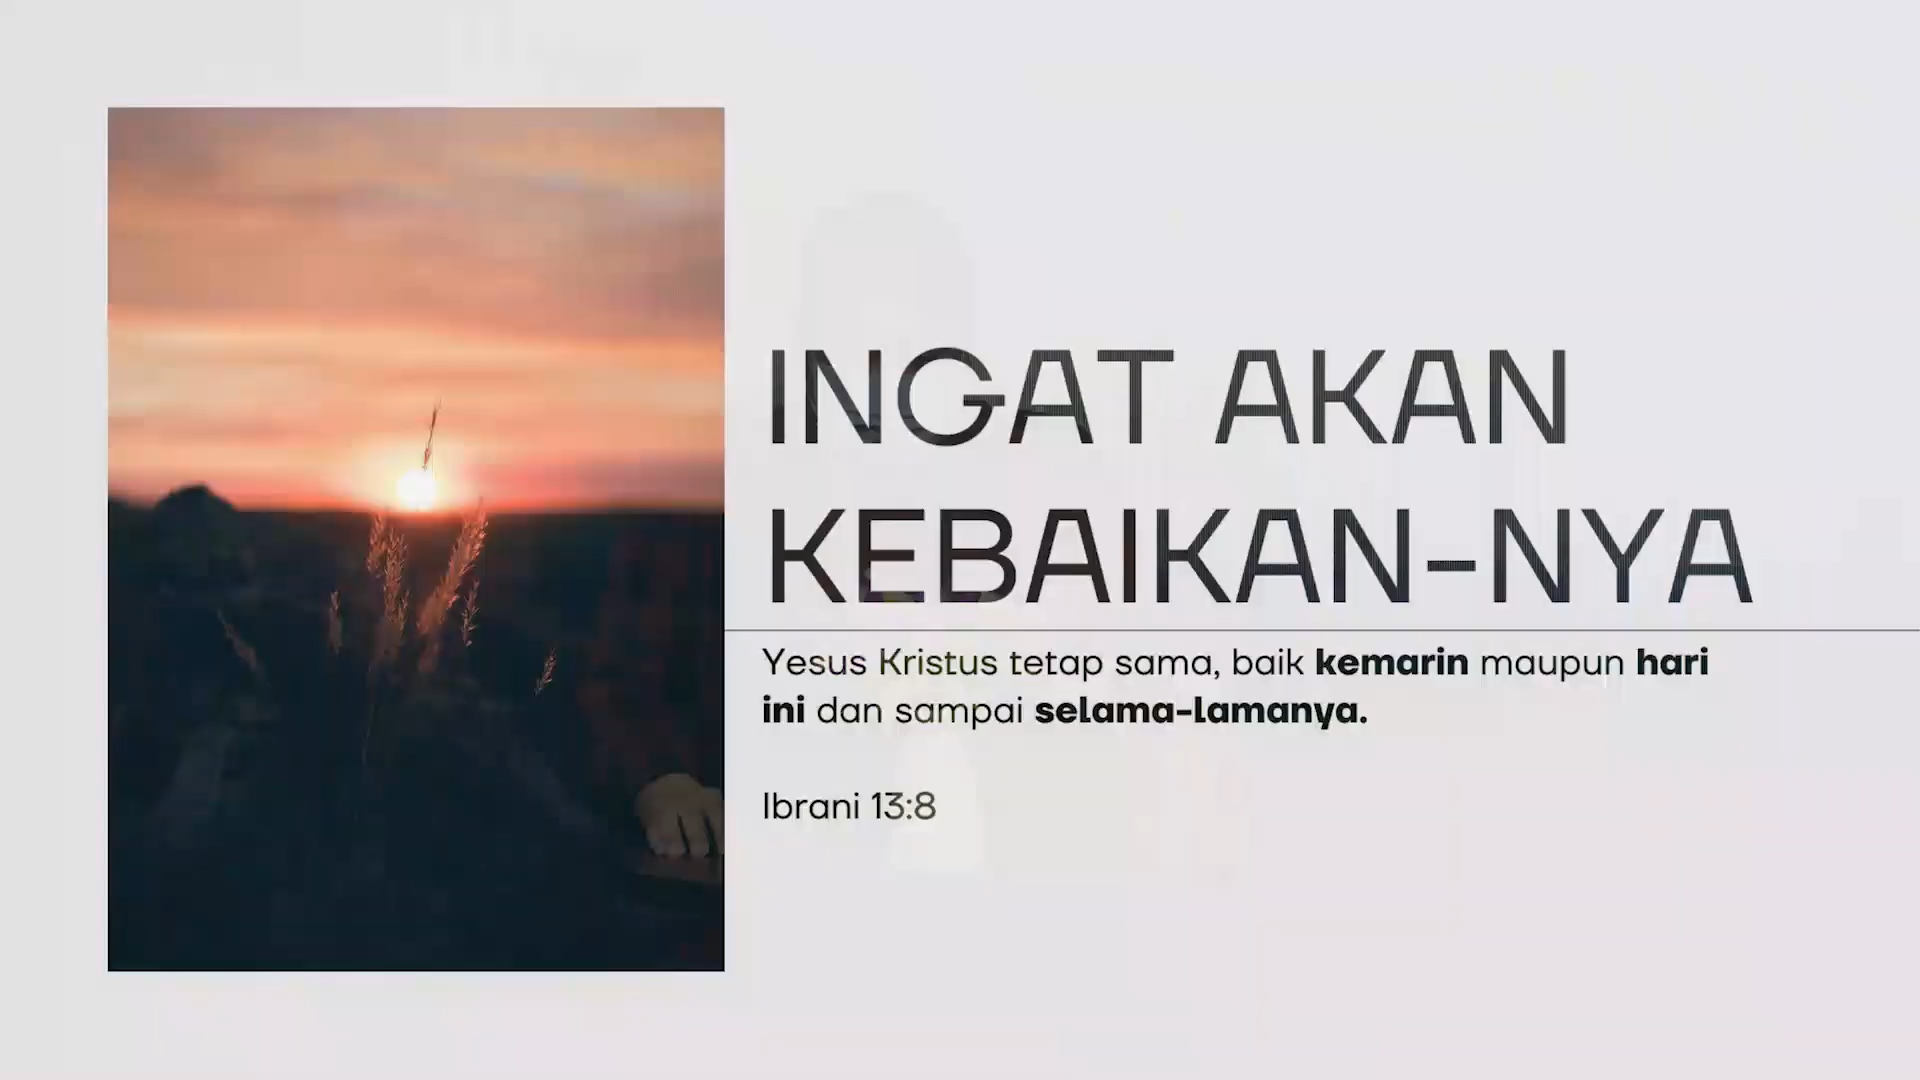 INGAT AKAN
KEBAIKAN-NYA
Yesus Kristus tetap sama, baik kemarin maupun hari
ini dan sampai selama-lamanya.
Ibrani 13:8